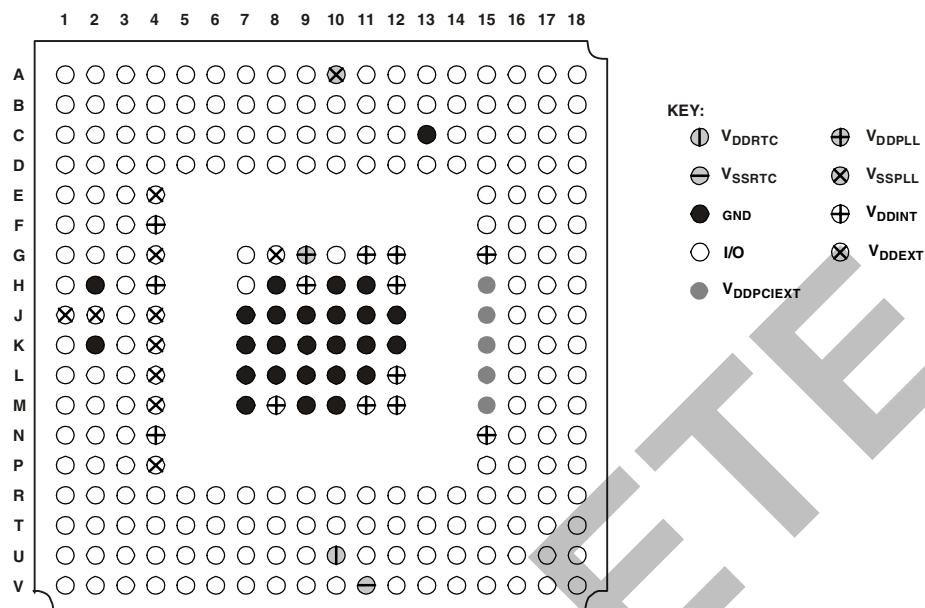 1 2 3 4 5 6 7 8 9 10 11 12 13 14 15 16 17 18
A
B
C
D
E
F
G
H
J
K
L
M
N
P
R
T
U
V
KEY:
VDDRTC VDDPLL
VSSRTC VSSPLL
GND VDDINT
I/O VDDEXT
VDDPCIEXT
ETE